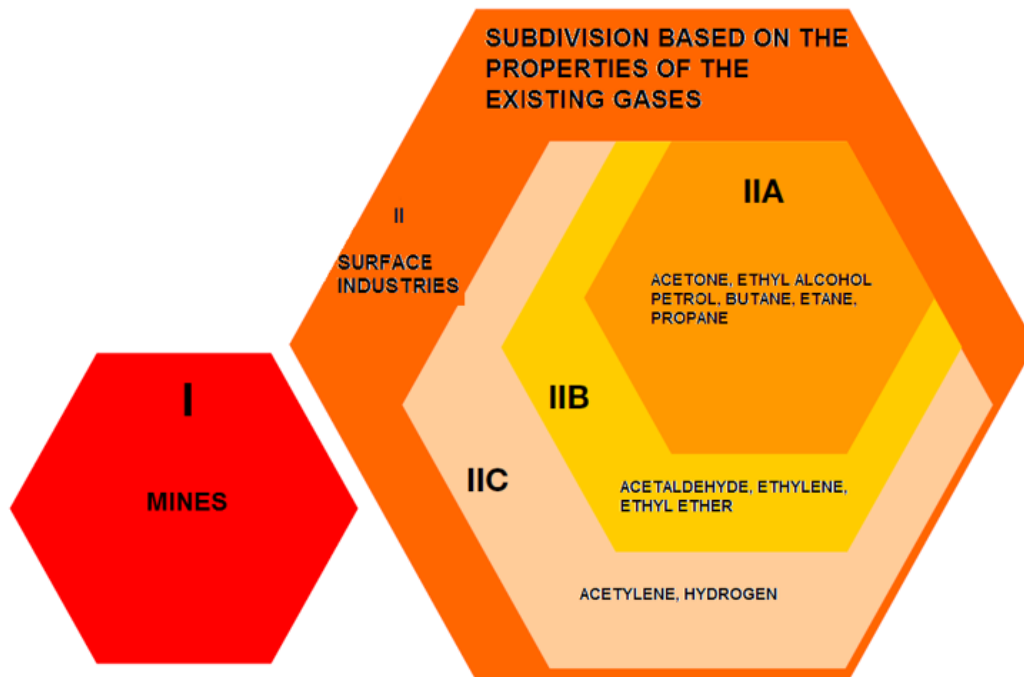 SUBDIVISION BASED ON THE
PROPERTIES OF THE
EXISTING GASES
II
SURFACE
INDUSTRIES
IIA
ACETONE, ETHYL ALCOHOL
PETROL, BUTANE, ETANE,
PROPANE
IIB
ACETALDEHYDE, ETHYLENE,
ETHYL ETHER
IIC
ACETYLENE, HYDROGEN
I
MINES